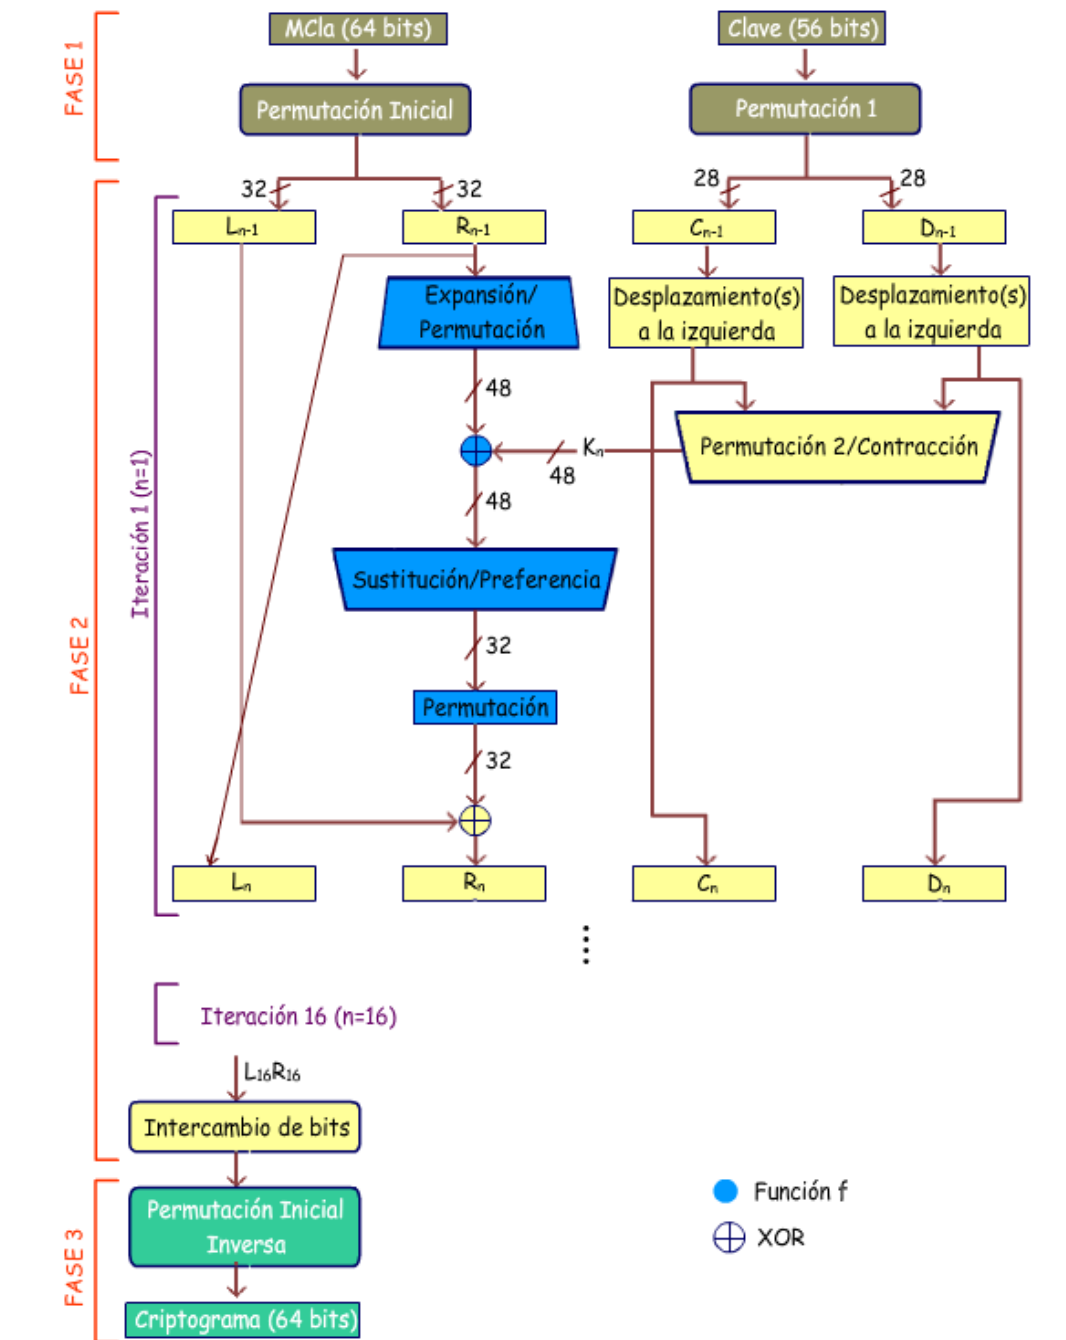 FASE 1
MCla (64 bits)
Clave (56 bits)
Permutación Inicial
Permutación 1
FASE 2
Iteración 1 (n=1)
32
32
28
28
Lₙ₋₁
Rₙ₋₁
Cₙ₋₁
Dₙ₋₁
Expansión/
Permutación
Desplazamiento(s)
a la izquierda
Desplazamiento(s)
a la izquierda
48
Permutación 2/Contracción
Kₙ
48
48
Sustitución/Preferencia
32
Permutación
32
Lₙ
Rₙ
Cₙ
Dₙ
Iteración 16 (n=16)
L₁₆R₁₆
Intercambio de bits
FASE 3
Permutación Inicial
Inversa
Criptograma (64 bits)
Función f
XOR